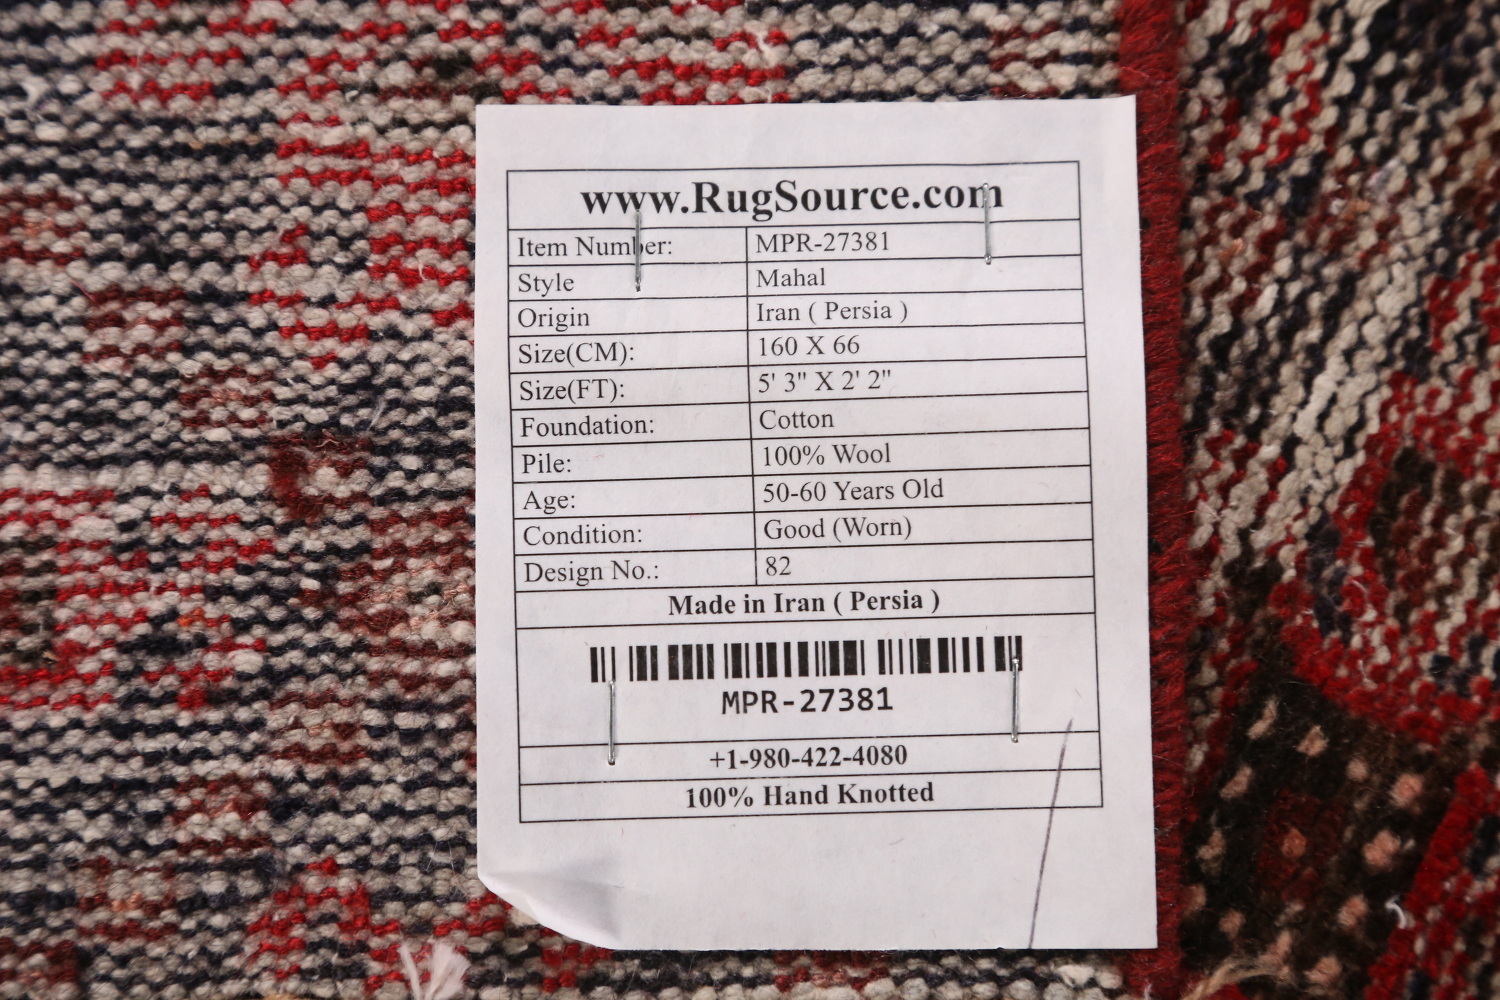 www.RugSource.com
Item Number: MPR-27381
Style Mahal
Origin Iran ( Persia )
Size(CM): 160 X 66
Size(FT): 5' 3" X 2' 2"
Foundation: Cotton
Pile: 100% Wool
Age: 50-60 Years Old
Condition: Good (Worn)
Design No.: 82
Made in Iran ( Persia )
MPR-27381
+1-980-422-4080
100% Hand Knotted